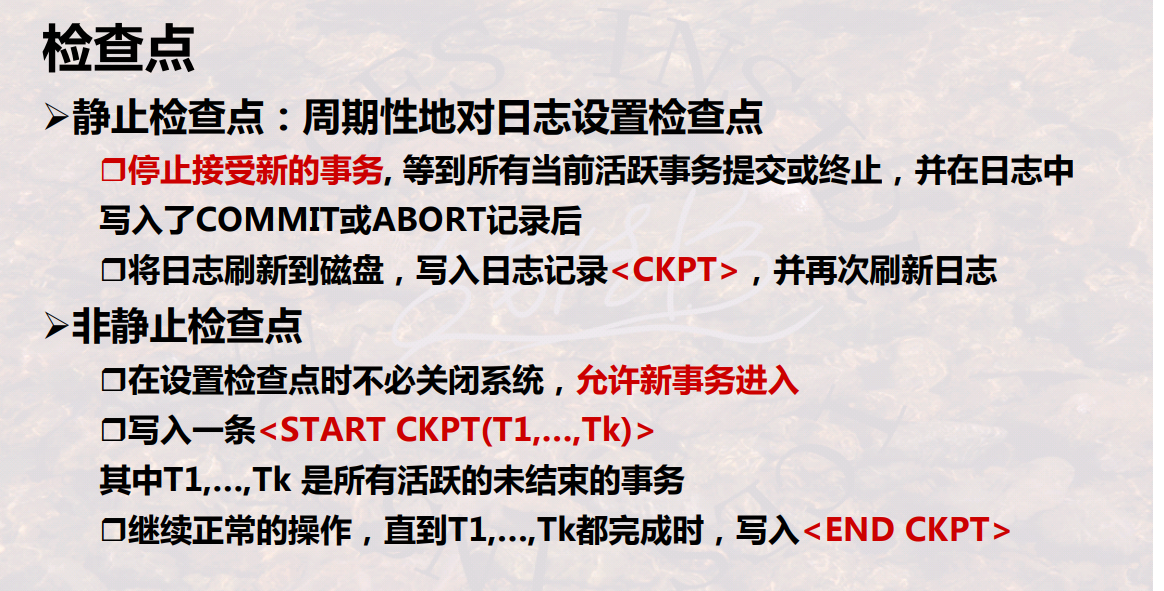 检查点
➢静止检查点：周期性地对日志设置检查点
❒停止接受新的事务, 等到所有当前活跃事务提交或终止，并在日志中
写入了COMMIT或ABORT记录后
❒将日志刷新到磁盘，写入日志记录<CKPT>，并再次刷新日志
➢非静止检查点
❒在设置检查点时不必关闭系统，允许新事务进入
❒写入一条<START CKPT(T1,…,Tk)>
其中T1,…,Tk 是所有活跃的未结束的事务
❒继续正常的操作，直到T1,…,Tk都完成时，写入<END CKPT>